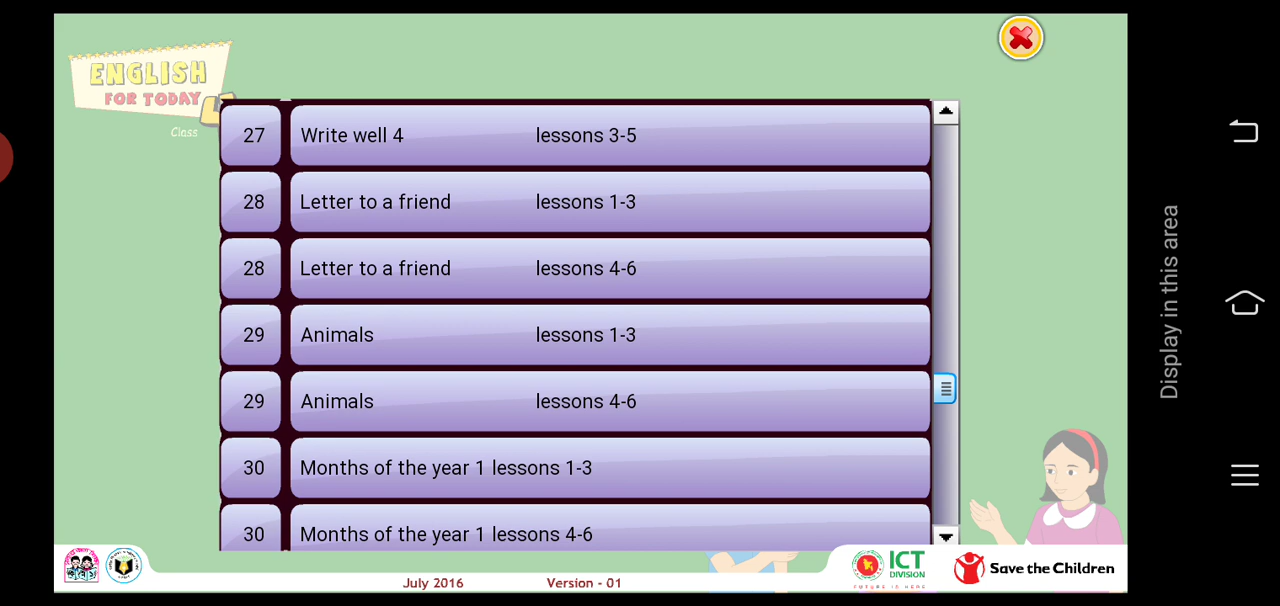 ENGLISH
FOR TODAY
Class
27 Write well 4 lessons 3-5
28 Letter to a friend lessons 1-3
28 Letter to a friend lessons 4-6
29 Animals lessons 1-3
29 Animals lessons 4-6
30 Months of the year 1 lessons 1-3
30 Months of the year 1 lessons 4-6
Display in this area
July 2016 Version - 01
ICT
DIVISION
FUTURE IS HERE
Save the Children